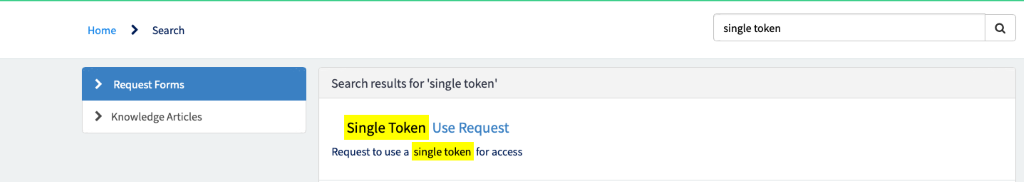 Home Search
single token
Request Forms
Knowledge Articles
Search results for 'single token'
Single Token Use Request
Request to use a single token for access